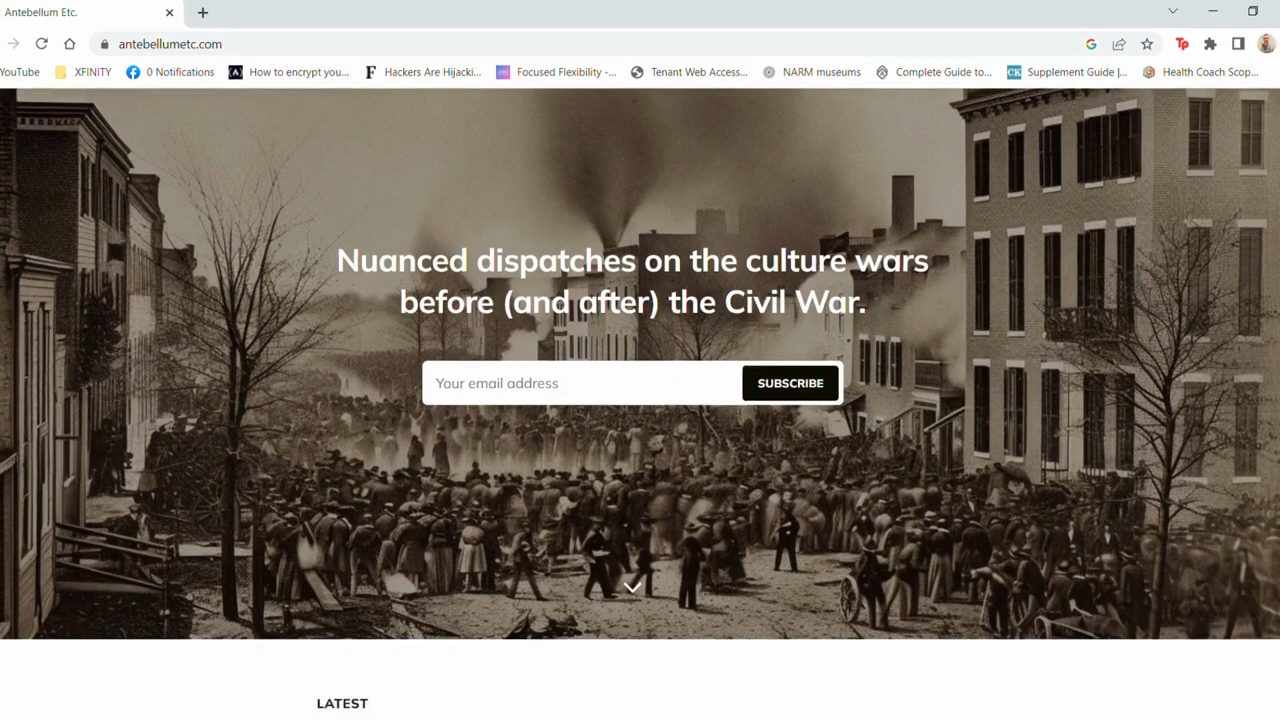 Antebellum Etc.
antebellumetc.com
YouTube XFINITY 0 Notifications How to encrypt you... Hackers Are Hijacki... Focused Flexibility -... Tenant Web Access... NARM museums Complete Guide to... Supplement Guide |... Health Coach Scop...
Nuanced dispatches on the culture wars
before (and after) the Civil War.
Your email address SUBSCRIBE
LATEST